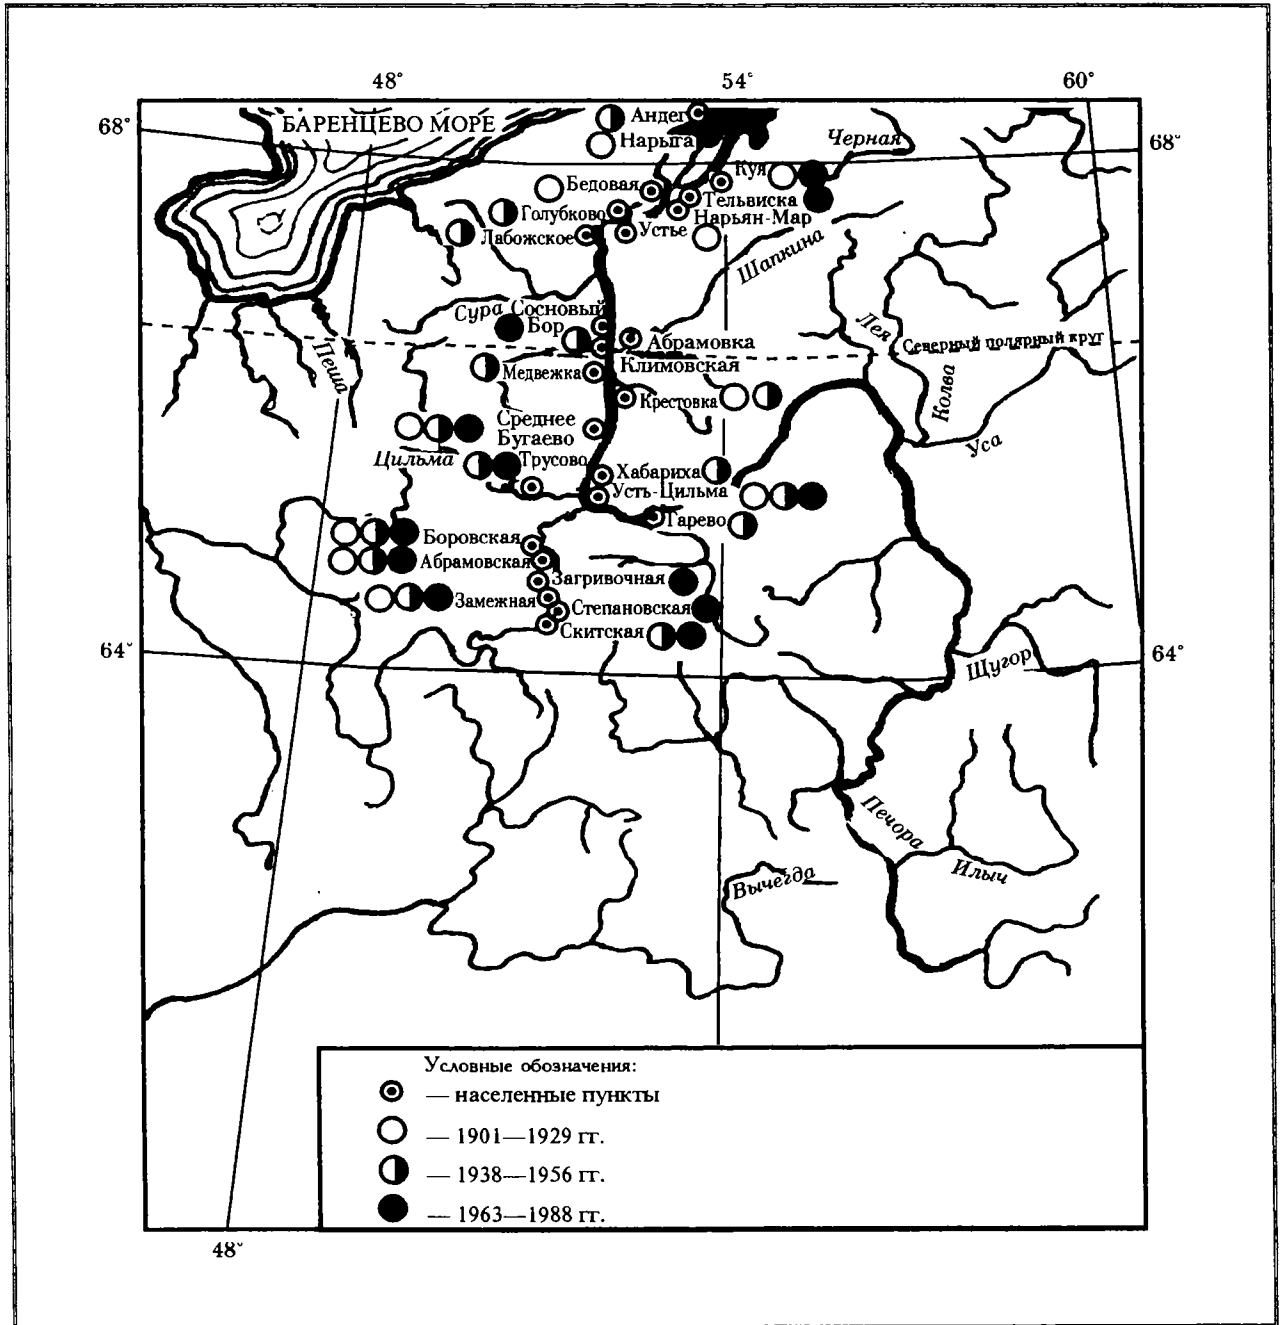 48° 54° 60°
68° 68°
БАРЕНЦЕВО МОРЕ
Андег
Нарыга
Черная
Куя
Бедовая
Тельвиска
Голубково
Нарьян-Мар
Устье
Лабожское
Шапкина
Сура
Сосновый
Бор
Абрамовка
Лея
Северный полярный круг
Климовская
Пеша
Медвежка
Крестовка
Колва
Среднее
Бугаево
Уса
Цильма
Трусово
Хабариха
Усть-Цильма
Гарево
Боровская
Абрамовская
Загривочная
Замежная
Степановская
Скитская
64° 64°
Щугор
Печора
Илыч
Вычегда
Условные обозначения:
— населенные пункты
— 1901—1929 гг.
— 1938—1956 гг.
— 1963—1988 гг.
48°